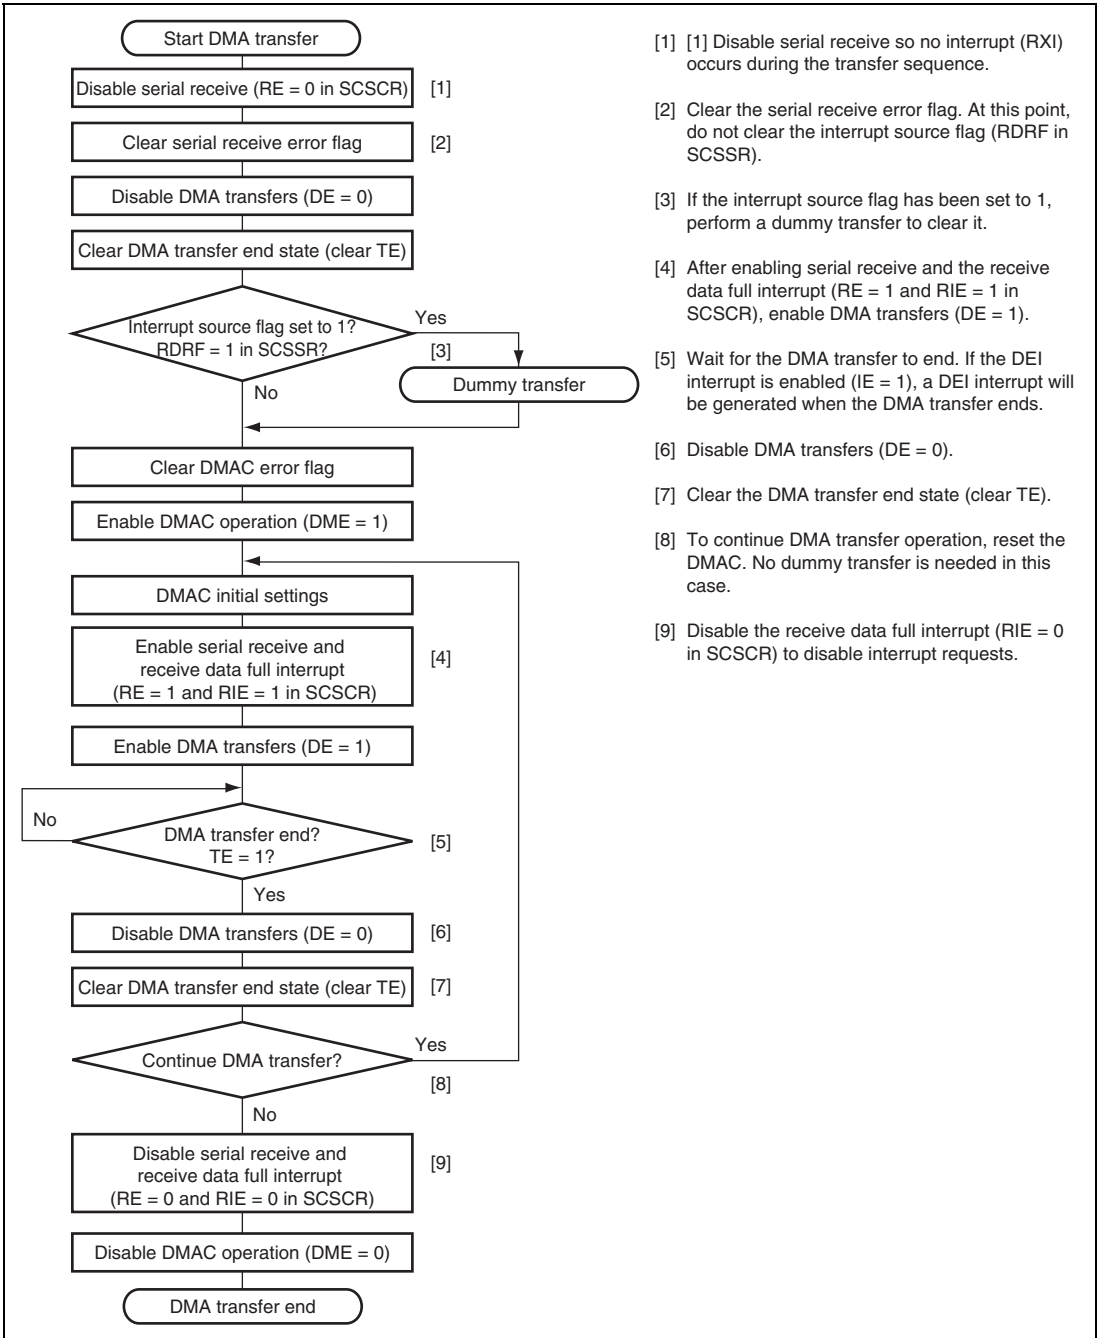 Start DMA transfer
Disable serial receive (RE = 0 in SCSCR)
[1]
Clear serial receive error flag
[2]
Disable DMA transfers (DE = 0)
Clear DMA transfer end state (clear TE)
Interrupt source flag set to 1?
RDRF = 1 in SCSSR?
Yes
[3]
Dummy transfer
No
Clear DMAC error flag
Enable DMAC operation (DME = 1)
DMAC initial settings
Enable serial receive and
receive data full interrupt
(RE = 1 and RIE = 1 in SCSCR)
[4]
Enable DMA transfers (DE = 1)
No
DMA transfer end?
TE = 1?
[5]
Yes
Disable DMA transfers (DE = 0)
[6]
Clear DMA transfer end state (clear TE)
[7]
Continue DMA transfer?
Yes
[8]
No
Disable serial receive and
receive data full interrupt
(RE = 0 and RIE = 0 in SCSCR)
[9]
Disable DMAC operation (DME = 0)
DMA transfer end
[1] [1] Disable serial receive so no interrupt (RXI)
occurs during the transfer sequence.
[2] Clear the serial receive error flag. At this point,
do not clear the interrupt source flag (RDRF in
SCSSR).
[3] If the interrupt source flag has been set to 1,
perform a dummy transfer to clear it.
[4] After enabling serial receive and the receive
data full interrupt (RE = 1 and RIE = 1 in
SCSCR), enable DMA transfers (DE = 1).
[5] Wait for the DMA transfer to end. If the DEI
interrupt is enabled (IE = 1), a DEI interrupt will
be generated when the DMA transfer ends.
[6] Disable DMA transfers (DE = 0).
[7] Clear the DMA transfer end state (clear TE).
[8] To continue DMA transfer operation, reset the
DMAC. No dummy transfer is needed in this
case.
[9] Disable the receive data full interrupt (RIE = 0
in SCSCR) to disable interrupt requests.